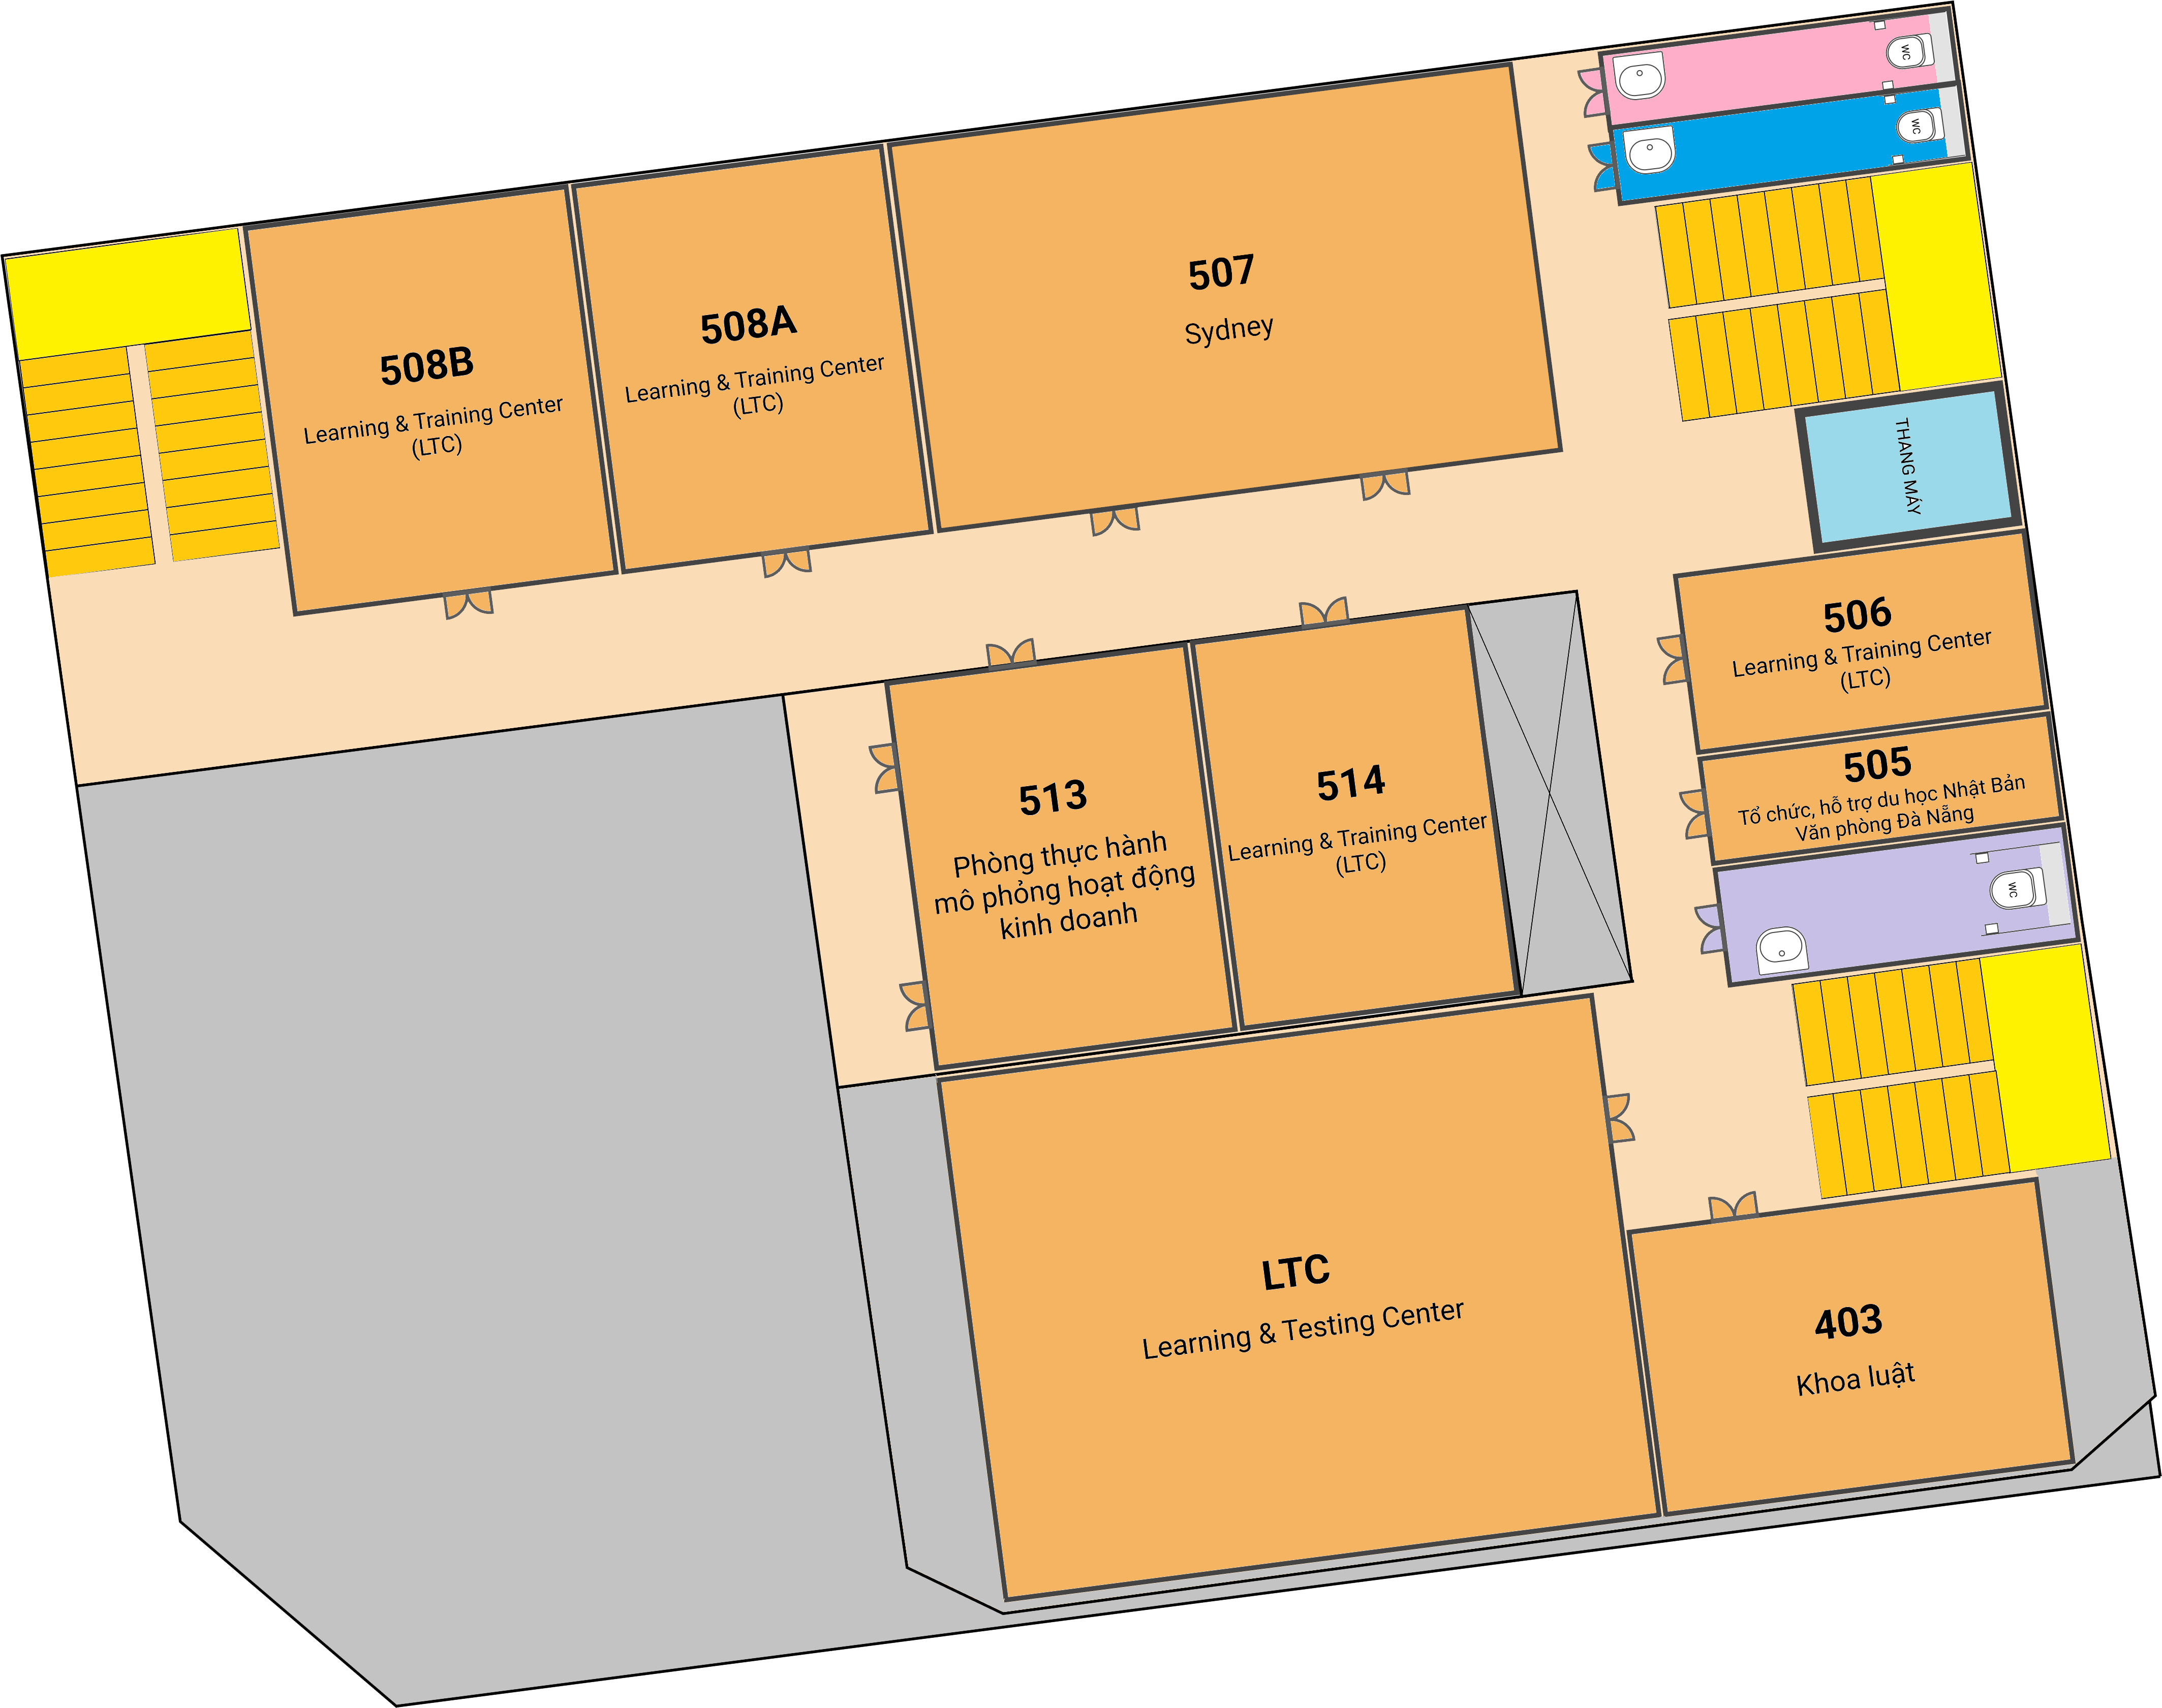 WC
WC
507
Sydney
508A
Learning & Training Center
(LTC)
508B
Learning & Training Center
(LTC)
THANG MÁY
506
Learning & Training Center
(LTC)
505
Tổ chức, hỗ trợ du học Nhật Bản
Văn phòng Đà Nẵng
WC
513
Phòng thực hành
mô phỏng hoạt động
kinh doanh
514
Learning & Training Center
(LTC)
LTC
Learning & Testing Center
403
Khoa luật